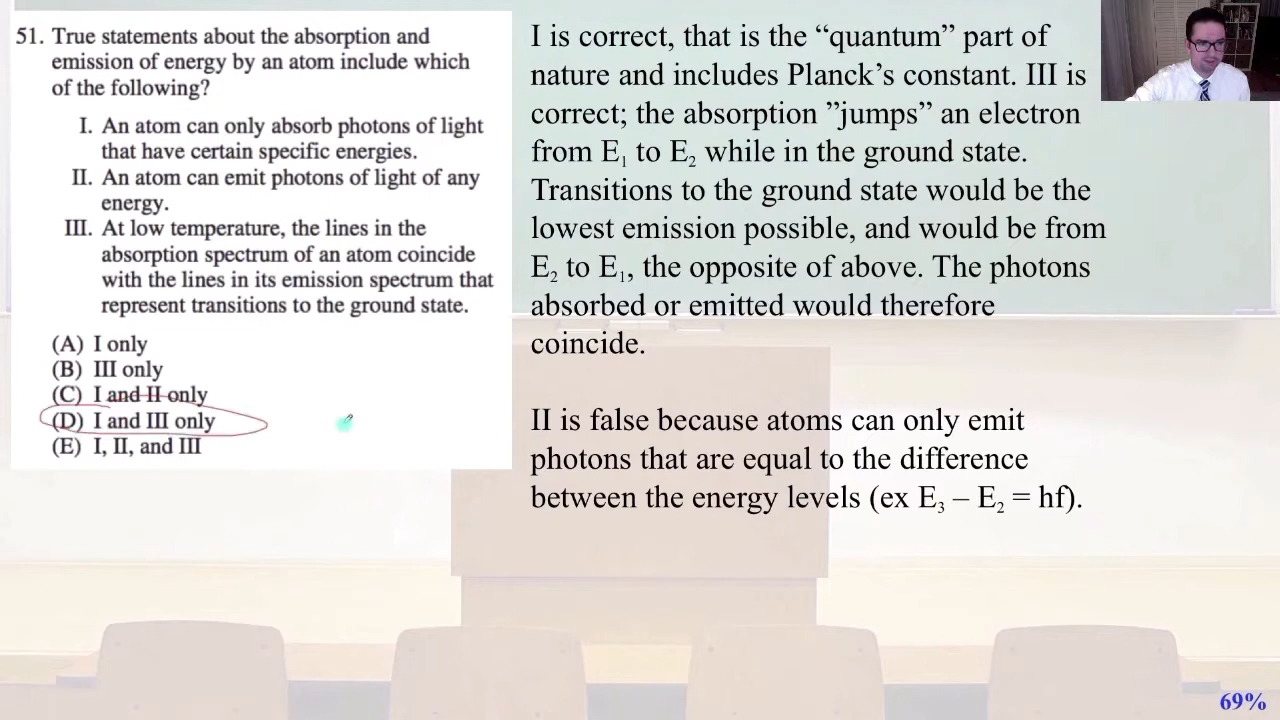 51. True statements about the absorption and
emission of energy by an atom include which
of the following?
I. An atom can only absorb photons of light
that have certain specific energies.
II. An atom can emit photons of light of any
energy.
III. At low temperature, the lines in the
absorption spectrum of an atom coincide
with the lines in its emission spectrum that
represent transitions to the ground state.
(A) I only
(B) III only
(C) I and II only
(D) I and III only
(E) I, II, and III
I is correct, that is the “quantum” part of
nature and includes Planck’s constant. III is
correct; the absorption ”jumps” an electron
from E₁ to E₂ while in the ground state.
Transitions to the ground state would be the
lowest emission possible, and would be from
E₂ to E₁, the opposite of above. The photons
absorbed or emitted would therefore
coincide.
II is false because atoms can only emit
photons that are equal to the difference
between the energy levels (ex E₃ – E₂ = hf).
69%